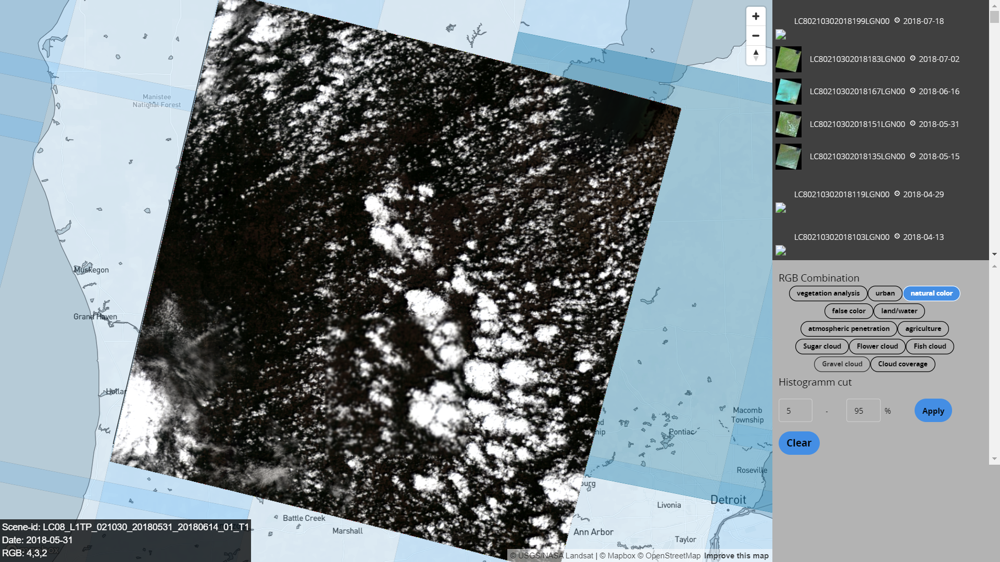 LC80210302018199LGN00 2018-07-18
LC80210302018183LGN00 2018-07-02
LC80210302018167LGN00 2018-06-16
LC80210302018151LGN00 2018-05-31
LC80210302018135LGN00 2018-05-15
LC80210302018119LGN00 2018-04-29
LC80210302018103LGN00 2018-04-13
RGB Combination
vegetation analysis urban natural color
false color land/water
atmospheric penetration agriculture
Sugar cloud Flower cloud Fish cloud
Gravel cloud Cloud coverage
Histogramm cut
5 - 95 % Apply
Clear
Manistee
National Forest
Muskegon
Grand Haven
Hollar
Macomb
Township
nd
hip
Pontiac
Roseville
burg
Detroit
Livonia
Battle Creek
Marshall
Ann Arbor
Taylor
Scene-id: LC08_L1TP_021030_20180531_20180614_01_T1
Date: 2018-05-31
RGB: 4,3,2
mapbox
© USGS/NASA Landsat | © Mapbox © OpenStreetMap Improve this map